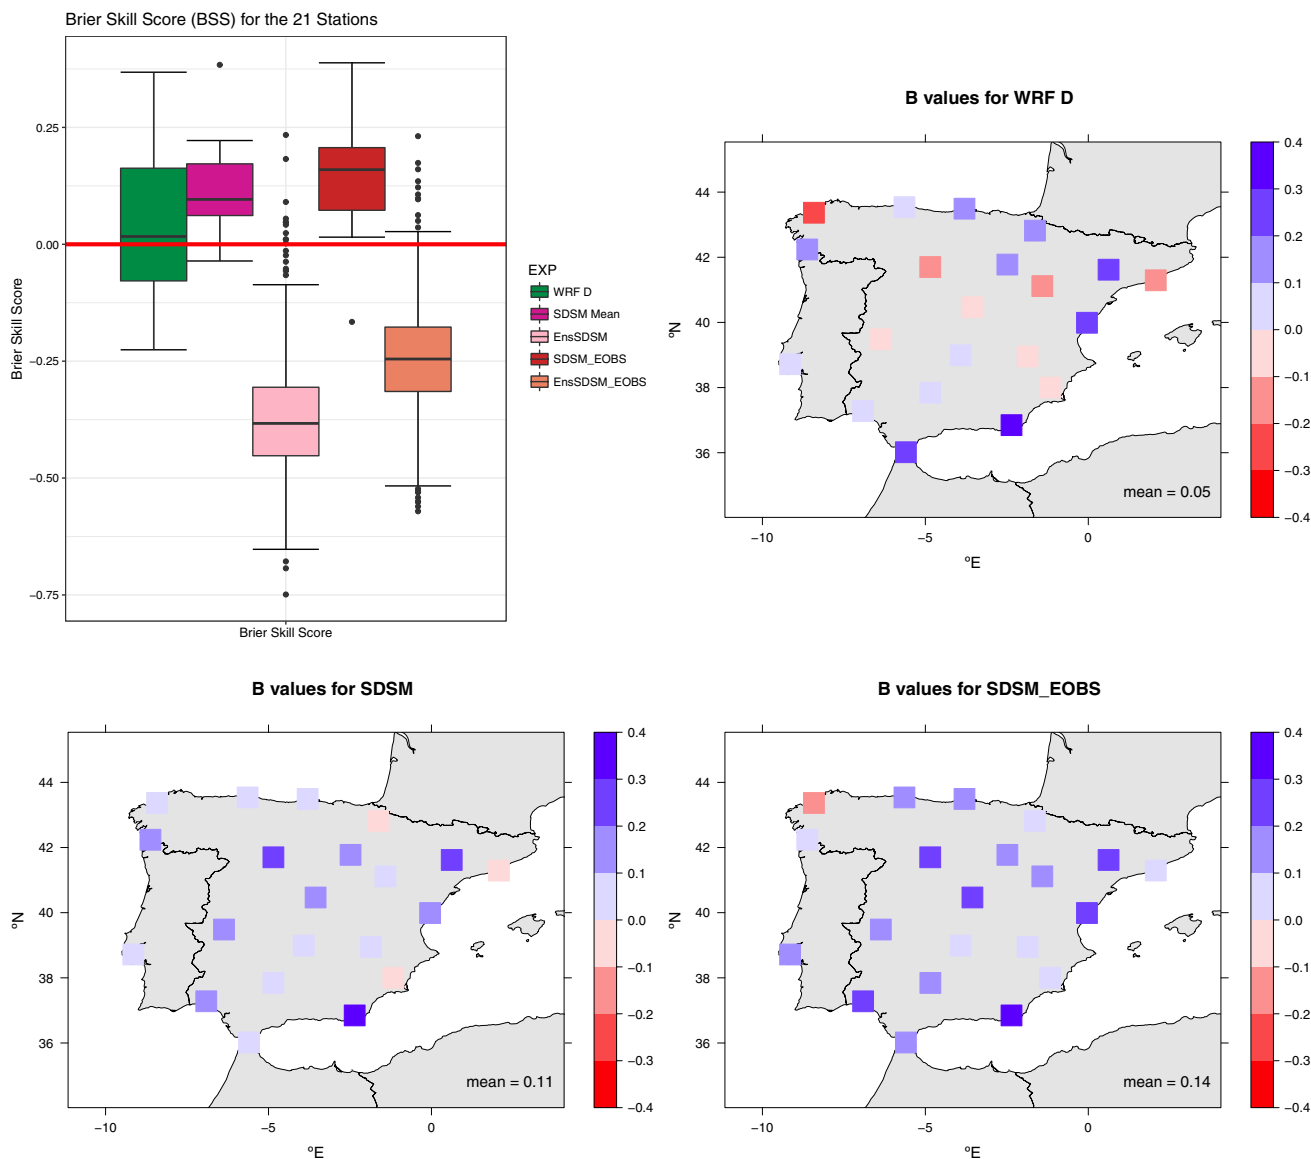 Brier Skill Score (BSS) for the 21 Stations
0.25
0.00
−0.25
−0.50
−0.75
Brier Skill Score
Brier Skill Score
EXP
WRF D
SDSM Mean
EnsSDSM
SDSM_EOBS
EnsSDSM_EOBS
B values for WRF D
44
42
40
38
36
ºN
−10
−5
0
ºE
mean = 0.05
0.4
0.3
0.2
0.1
0.0
−0.1
−0.2
−0.3
−0.4
B values for SDSM
44
42
40
38
36
ºN
−10
−5
0
ºE
mean = 0.11
0.4
0.3
0.2
0.1
0.0
−0.1
−0.2
−0.3
−0.4
B values for SDSM_EOBS
44
42
40
38
36
ºN
−10
−5
0
ºE
mean = 0.14
0.4
0.3
0.2
0.1
0.0
−0.1
−0.2
−0.3
−0.4